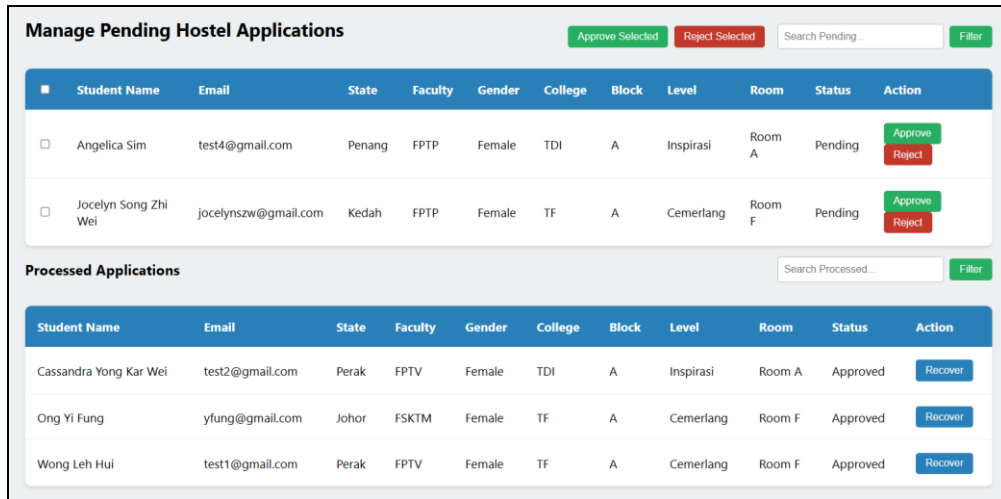 Manage Pending Hostel Applications
Approve Selected Reject Selected Search Pending... Filter
Student Name Email State Faculty Gender College Block Level Room Status Action
Angelica Sim test4@gmail.com Penang FPTP Female TDI A Inspirasi Room A Pending Approve Reject
Jocelyn Song Zhi Wei jocelynszw@gmail.com Kedah FPTP Female TF A Cemerlang Room F Pending Approve Reject
Processed Applications
Search Processed... Filter
Student Name Email State Faculty Gender College Block Level Room Status Action
Cassandra Yong Kar Wei test2@gmail.com Perak FPTV Female TDI A Inspirasi Room A Approved Recover
Ong Yi Fung yfung@gmail.com Johor FSKTM Female TF A Cemerlang Room F Approved Recover
Wong Leh Hui test1@gmail.com Perak FPTV Female TF A Cemerlang Room F Approved Recover